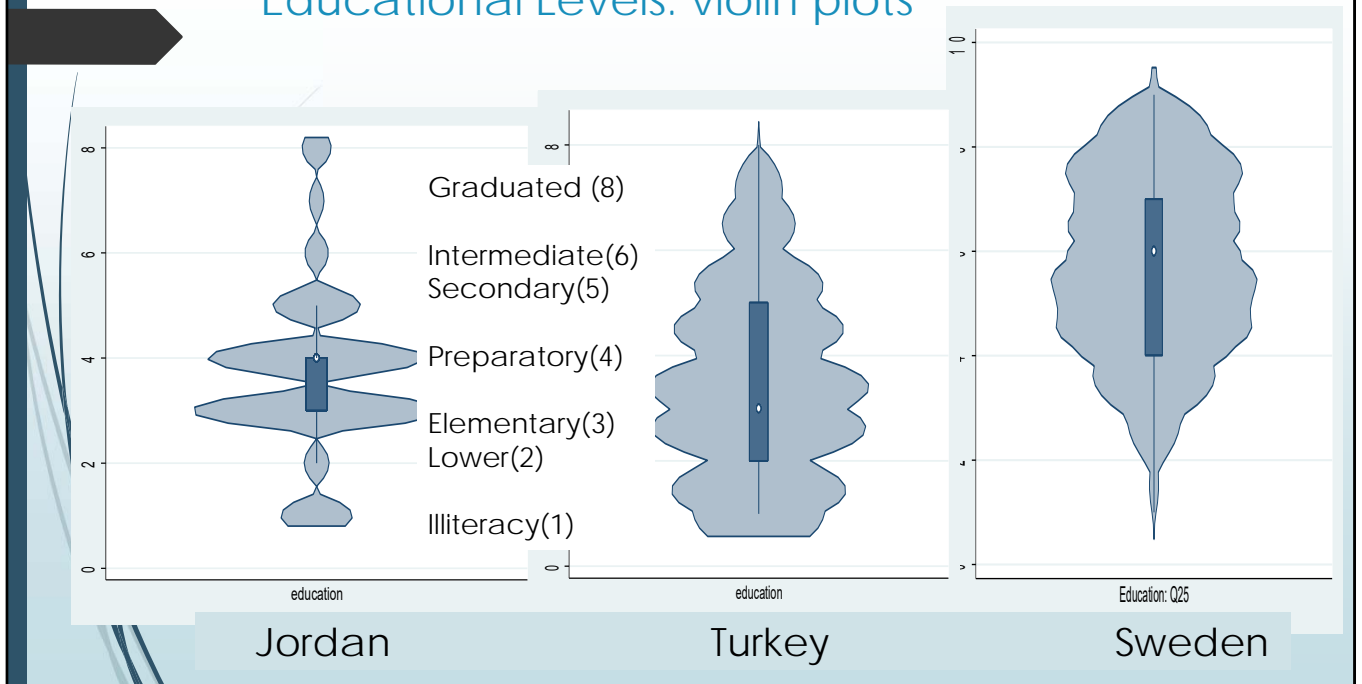 Educational Levels: violin plots
8
6
4
2
0
education
Graduated (8)
Intermediate(6)
Secondary(5)
Preparatory(4)
Elementary(3)
Lower(2)
Illiteracy(1)
8
0
education
10
Education: Q25
Jordan
Turkey
Sweden